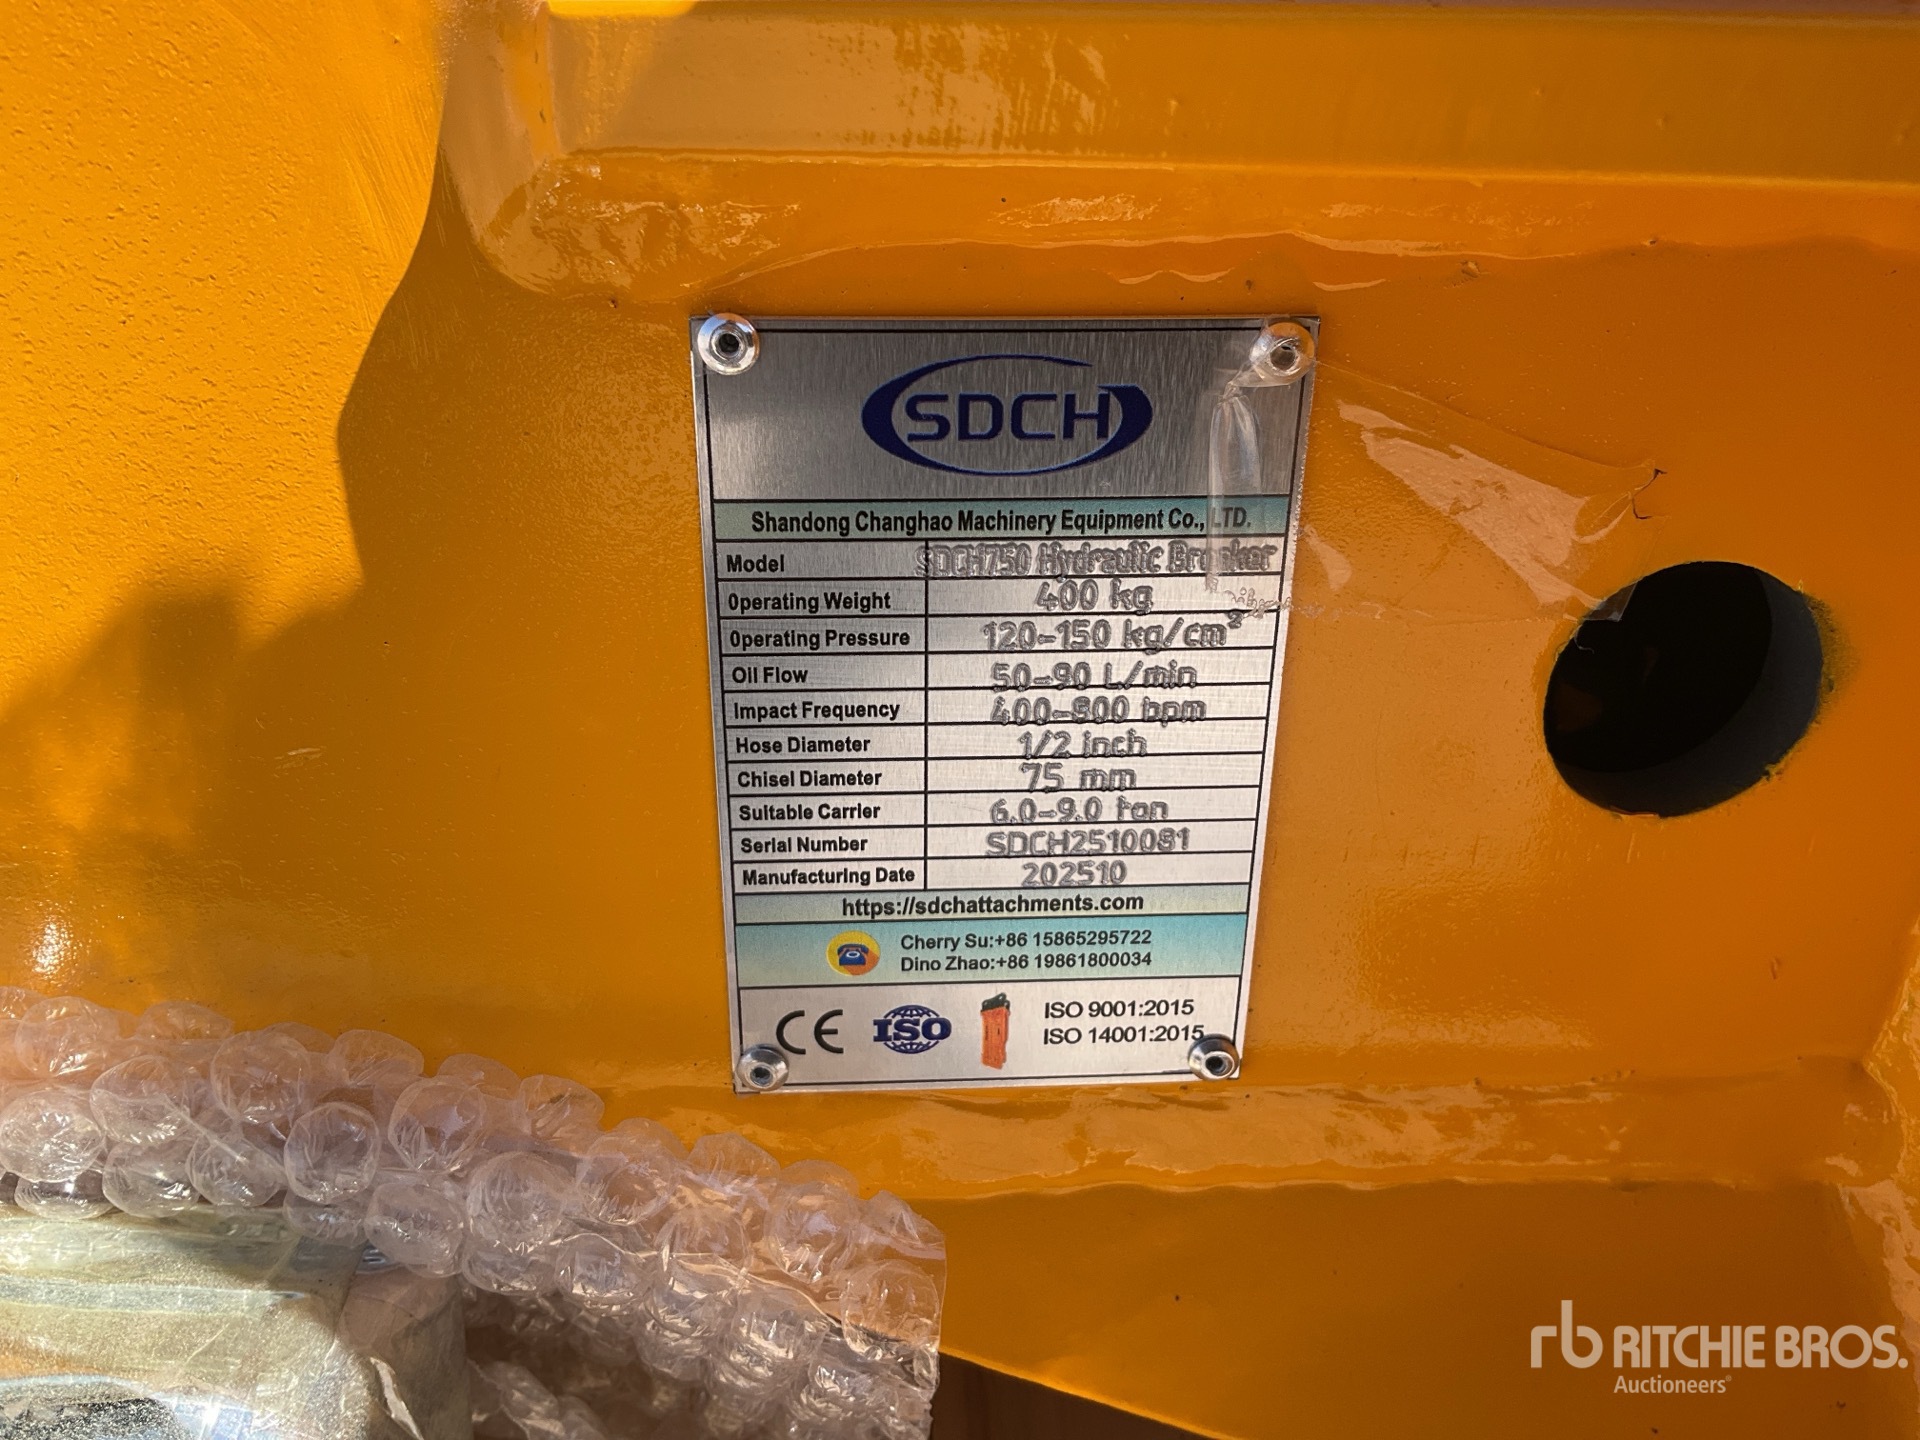 SDCH
Shandong Changhao Machinery Equipment Co., LTD.
Model SDCH750 Hydraulic Breaker
Operating Weight 400 kg
Operating Pressure 120-150 kg/cm²
Oil Flow 50-90 L/min
Impact Frequency 400-800 bpm
Hose Diameter 1/2 inch
Chisel Diameter 75 mm
Suitable Carrier 6.0-9.0 ton
Serial Number SDCH2510081
Manufacturing Date 202510
https://sdchattachments.com
Cherry Su:+86 15865295722
Dino Zhao:+86 19861800034
CE ISO ISO 9001:2015
ISO 14001:2015
rb RITCHIE BROS.
Auctioneers